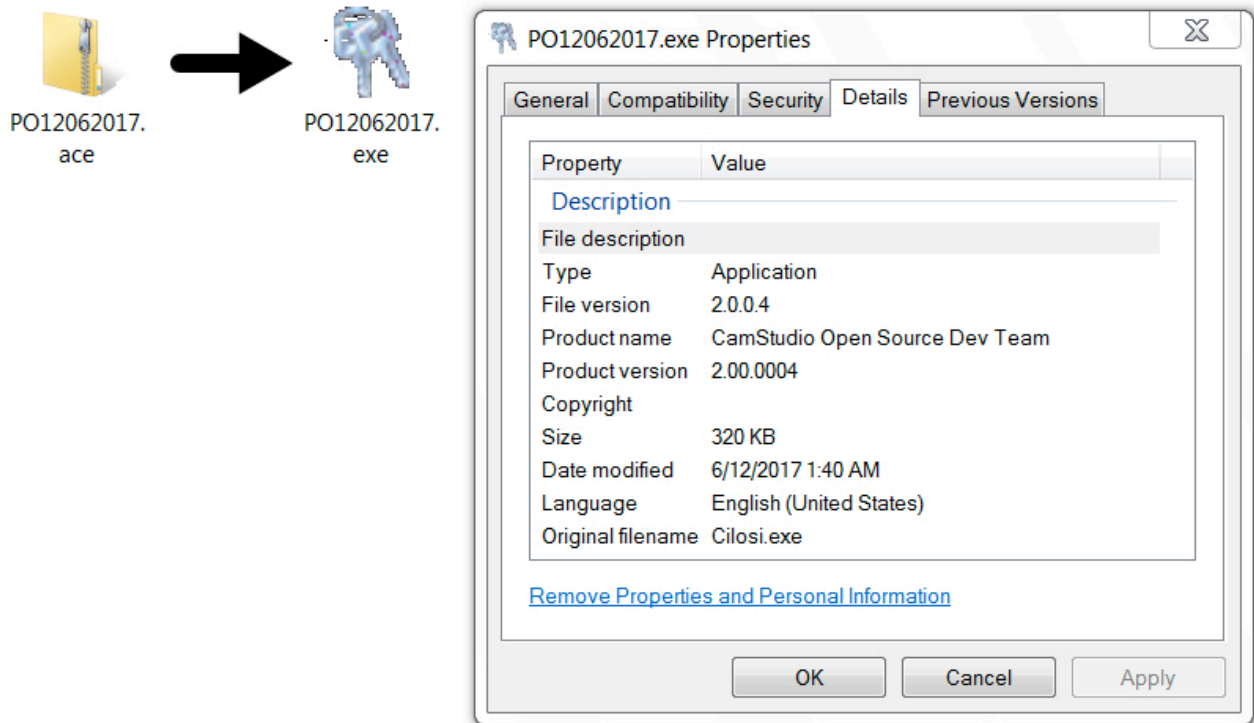 PO12062017.
ace
PO12062017.
exe
PO12062017.exe Properties
General Compatibility Security Details Previous Versions
Property Value
Description
File description
Type Application
File version 2.0.0.4
Product name CamStudio Open Source Dev Team
Product version 2.00.0004
Copyright
Size 320 KB
Date modified 6/12/2017 1:40 AM
Language English (United States)
Original filename Cilosi.exe
Remove Properties and Personal Information
OK Cancel Apply